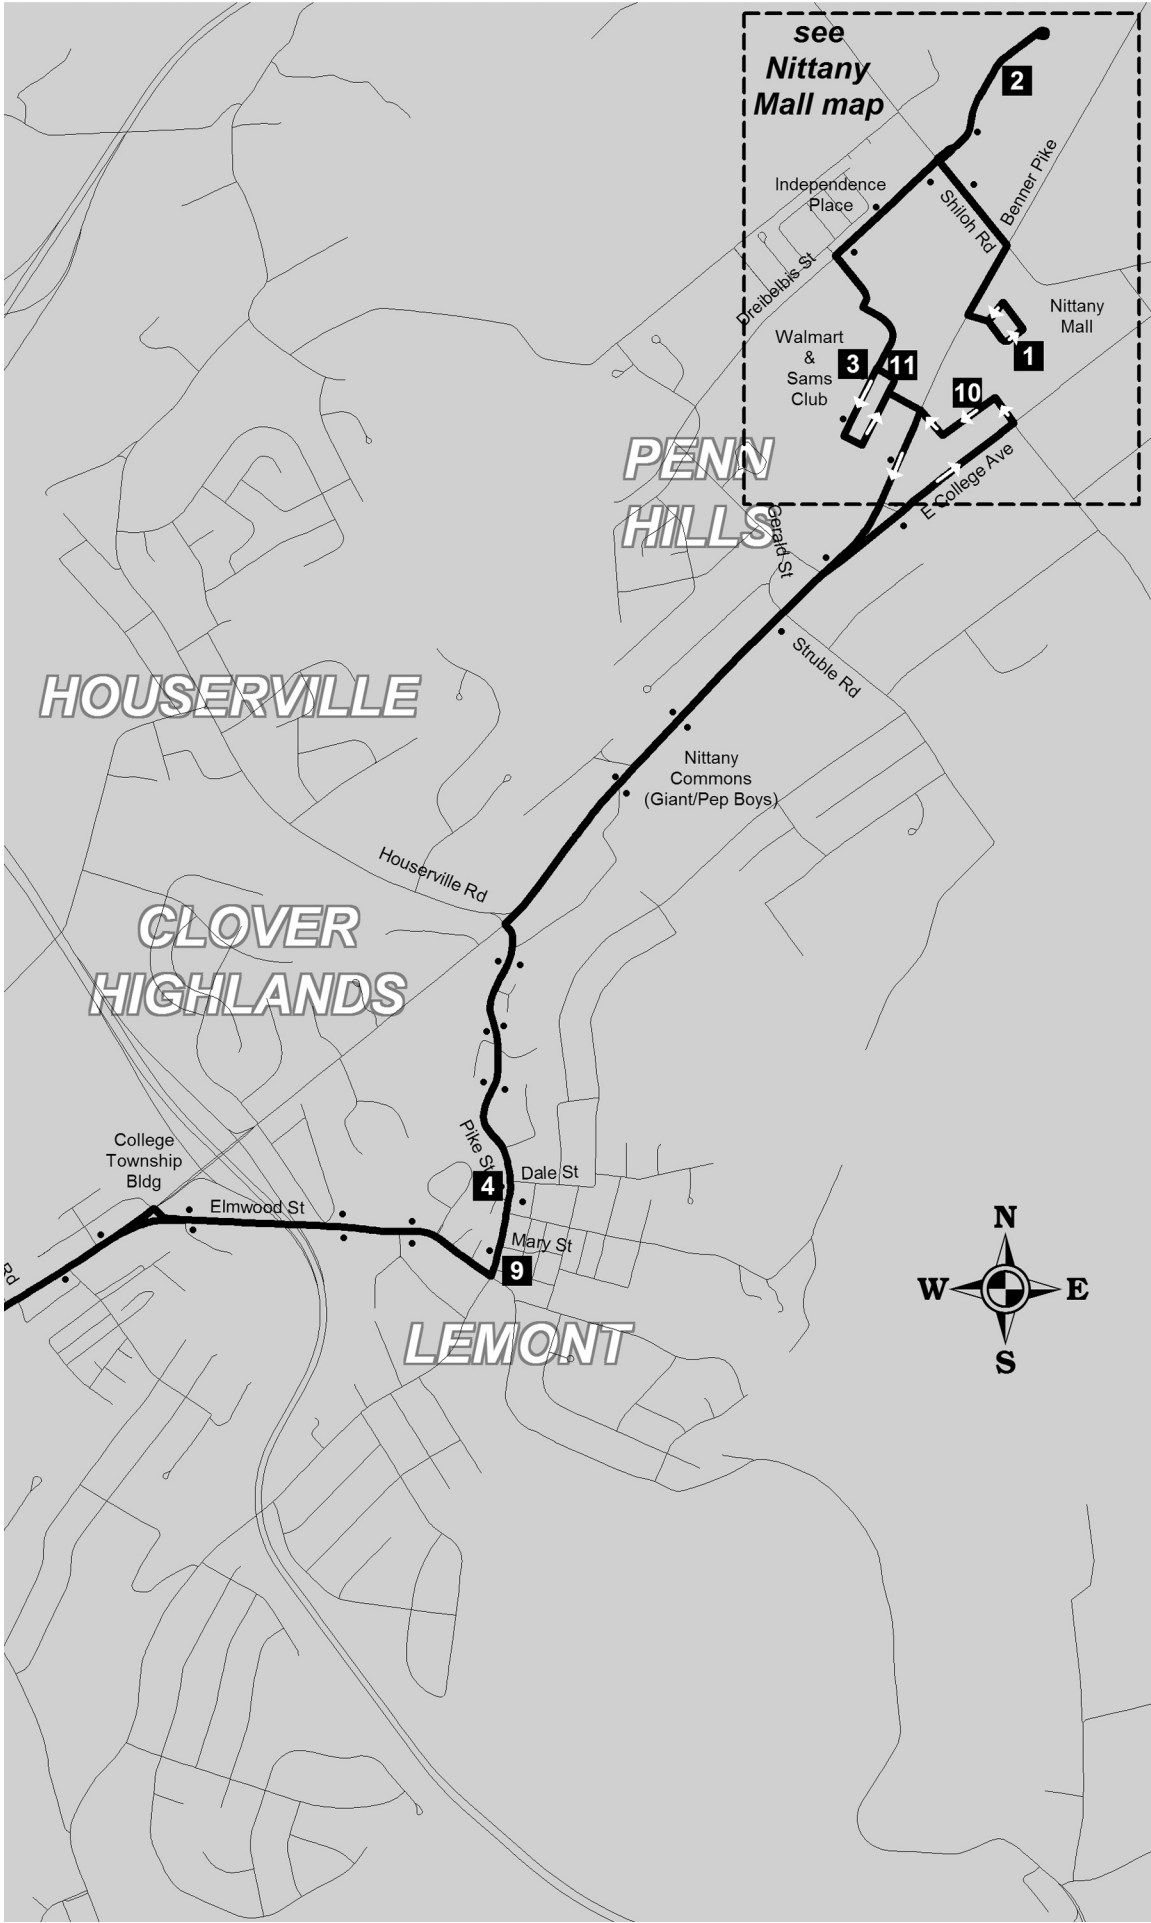 see
Nittany
Mall map
2
Benner Pike
Independence
Place
Shiloh Rd
Dreibelbis St
Nittany
Mall
Walmart
&
Sams
Club
3
11
1
10
PENN
HILLS
E College Ave
Gerald St
Struble Rd
HOUSERVILLE
Nittany
Commons
(Giant/Pep Boys)
Houserville Rd
CLOVER
HIGHLANDS
Pike St
College
Township
Bldg
Dale St
4
Elmwood St
Mary St
9
Rd
LEMONT
N
W
E
S